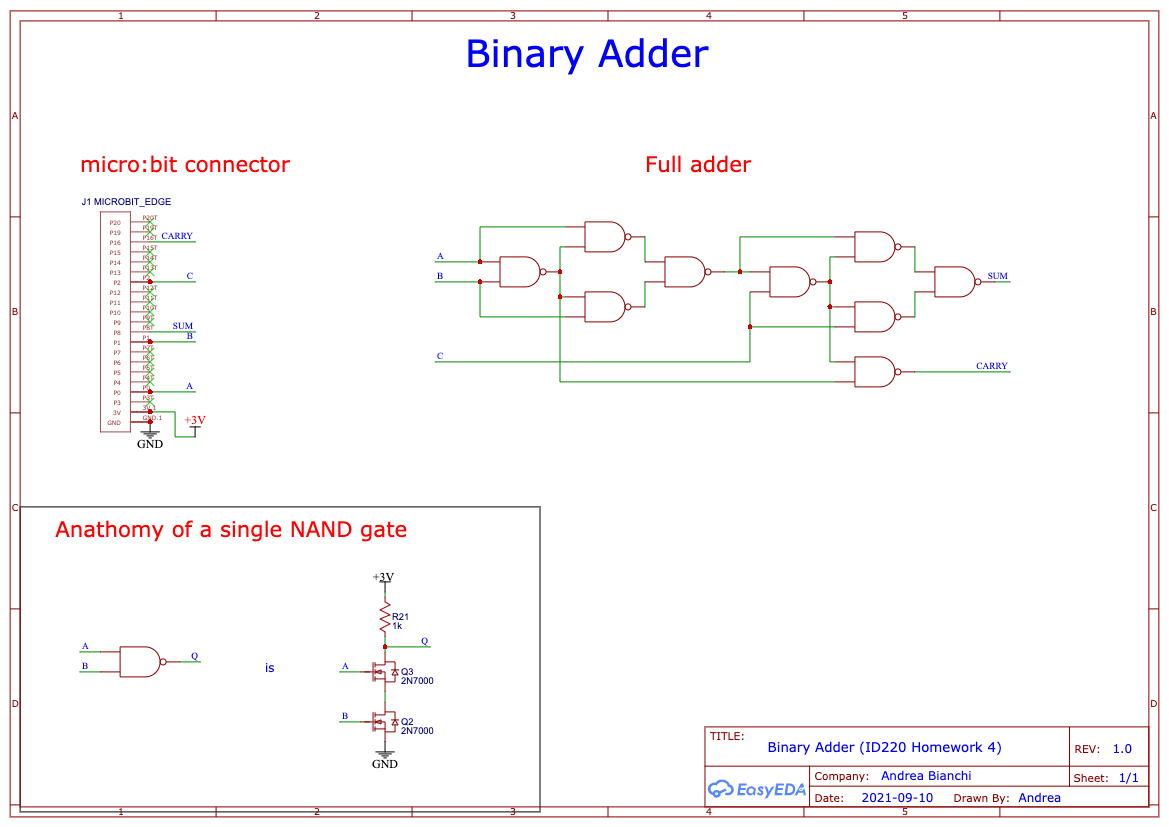 1 2 3 4 5
Binary Adder
A A
micro:bit connector
Full adder
J1 MICROBIT_EDGE
P20
P19
P16 CARRY
P15
P14
P13
P2 C
P12
P11
P10
P9
P8 SUM
P1 B
P7
P6
P5
P4
P0 A
P3
3V
GND GND.1
+3V
GND
A
B
C
SUM
CARRY
B B
C C
Anathomy of a single NAND gate
+3V
R21
1k
Q
A
B
Q
is
A
Q3
2N7000
B
Q2
2N7000
GND
D D
TITLE:
Binary Adder (ID220 Homework 4)
REV: 1.0
EasyEDA
Company: Andrea Bianchi
Sheet: 1/1
Date: 2021-09-10 Drawn By: Andrea
1 2 3 4 5